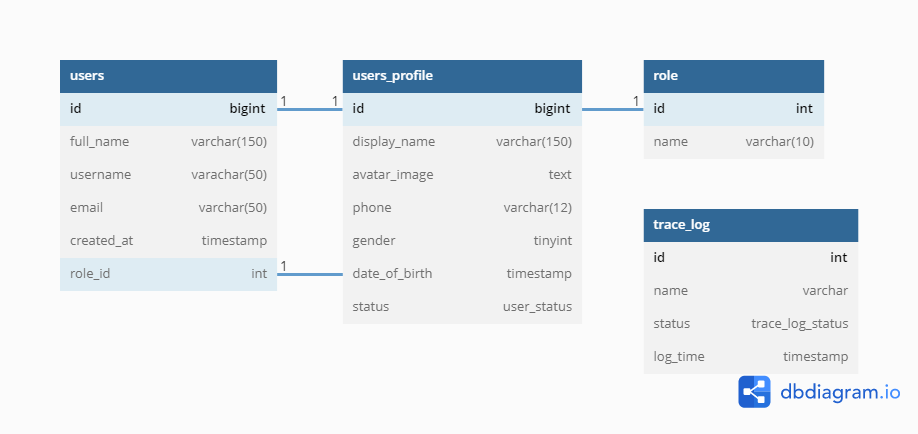 users
id bigint
full_name varchar(150)
username varachar(50)
email varchar(50)
created_at timestamp
role_id int
1 1
1
users_profile
id bigint
display_name varchar(150)
avatar_image text
phone varchar(12)
gender tinyint
date_of_birth timestamp
status user_status
1
role
id int
name varchar(10)
trace_log
id int
name varchar
status trace_log_status
log_time timestamp
dbdiagram.io